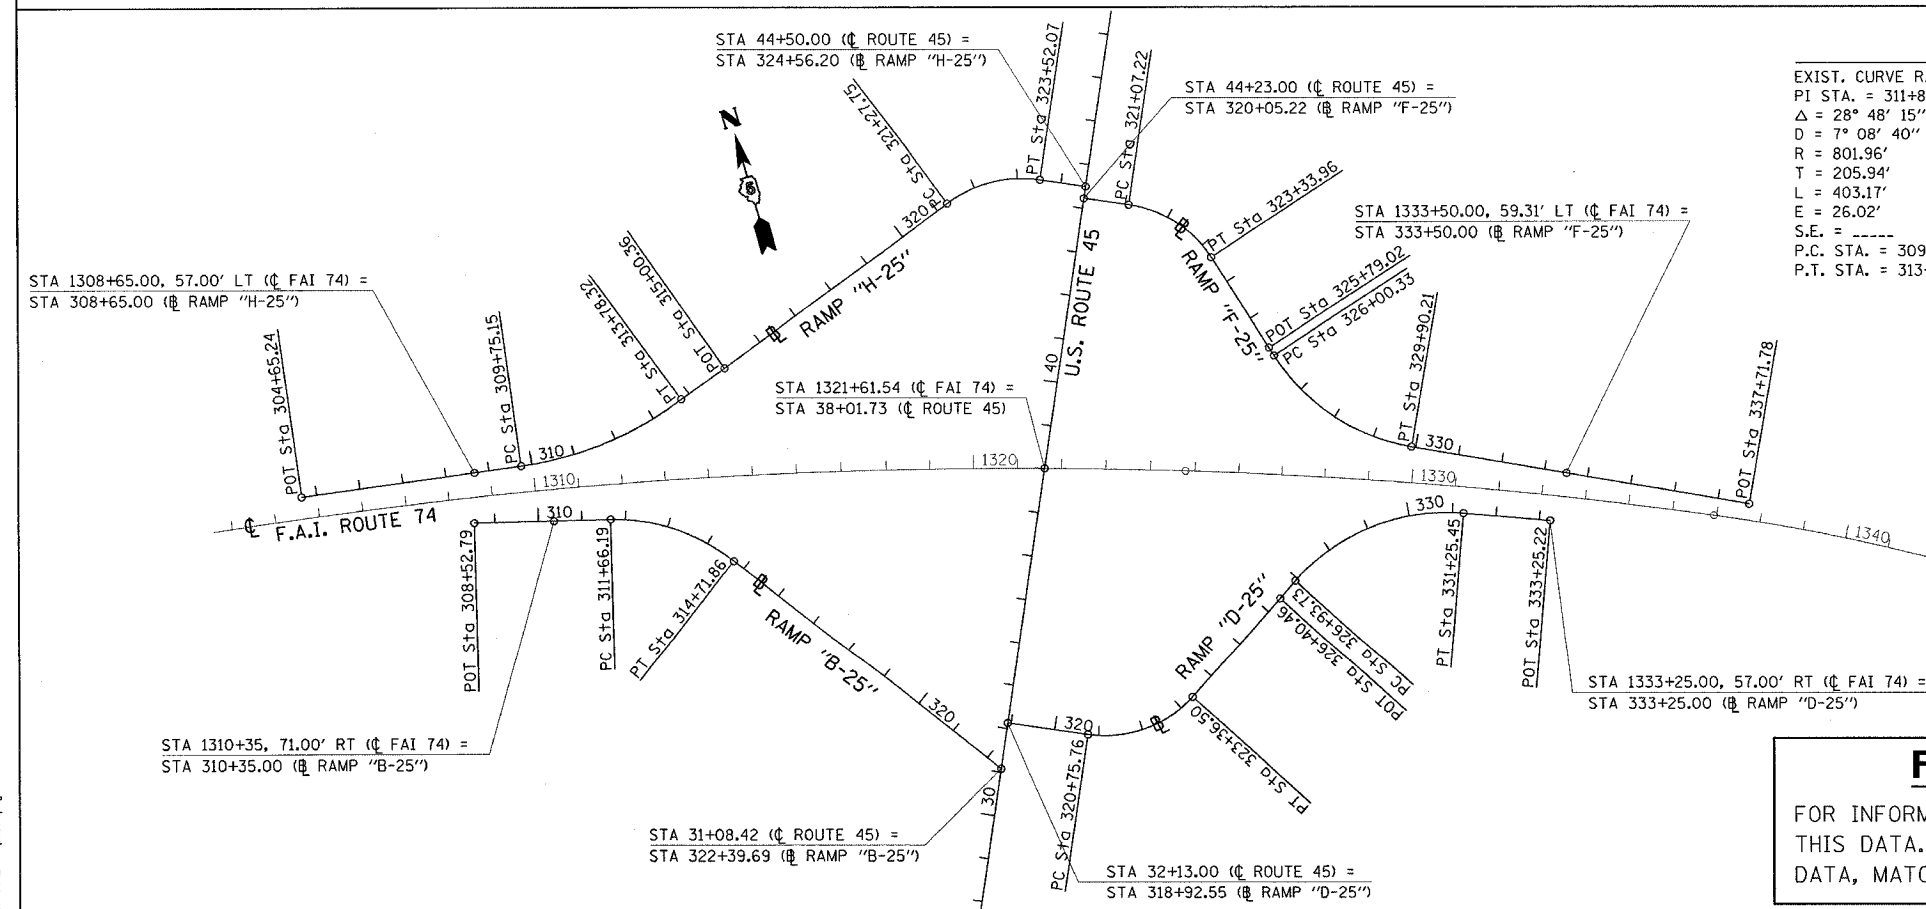 STA 44+50.00 (℄ ROUTE 45) =
STA 324+56.20 (B̲L RAMP "H-25")
PT Sta 323+52.07
STA 44+23.00 (℄ ROUTE 45) =
STA 320+05.22 (B̲L RAMP "F-25")
PC Sta 321+07.22
PC Sta 321+27.75
N
5
EXIST. CURVE R
PI STA. = 311+8
Δ = 28° 48' 15"
D = 7° 08' 40"
R = 801.96'
T = 205.94'
L = 403.17'
E = 26.02'
S.E. = _____
P.C. STA. = 309
P.T. STA. = 313
PT Sta 323+33.96
STA 1333+50.00, 59.31' LT (℄ FAI 74) =
STA 333+50.00 (B̲L RAMP "F-25")
320
B̲L RAMP "H-25"
U.S. ROUTE 45
B̲L RAMP "F-25"
POT Sta 325+79.02
PC Sta 326+00.33
STA 1308+65.00, 57.00' LT (℄ FAI 74) =
STA 308+65.00 (B̲L RAMP "H-25")
POT Sta 315+00.36
PT Sta 313+78.32
PC Sta 309+75.15
POT Sta 304+65.24
STA 1321+61.54 (℄ FAI 74) =
STA 38+01.73 (℄ ROUTE 45)
40
PT Sta 329+90.21
POT Sta 337+71.78
310
1310
1320
330
1330
1340
℄ F.A.I. ROUTE 74
310
330
POT Sta 308+52.79
PC Sta 311+66.19
PT Sta 314+71.86
B̲L RAMP "B-25"
320
RAMP "D-25" B̲L
PC Sta 326+93.73
POT Sta 326+40.46
PT Sta 331+25.45
POT Sta 333+25.22
STA 1333+25.00, 57.00' RT (℄ FAI 74) =
STA 333+25.00 (B̲L RAMP "D-25")
STA 1310+35, 71.00' RT (℄ FAI 74) =
STA 310+35.00 (B̲L RAMP "B-25")
320
PT Sta 323+36.50
PC Sta 320+75.76
30
STA 31+08.42 (℄ ROUTE 45) =
STA 322+39.69 (B̲L RAMP "B-25")
STA 32+13.00 (℄ ROUTE 45) =
STA 318+92.55 (B̲L RAMP "D-25")
F
FOR INFORM
THIS DATA.
DATA, MATC